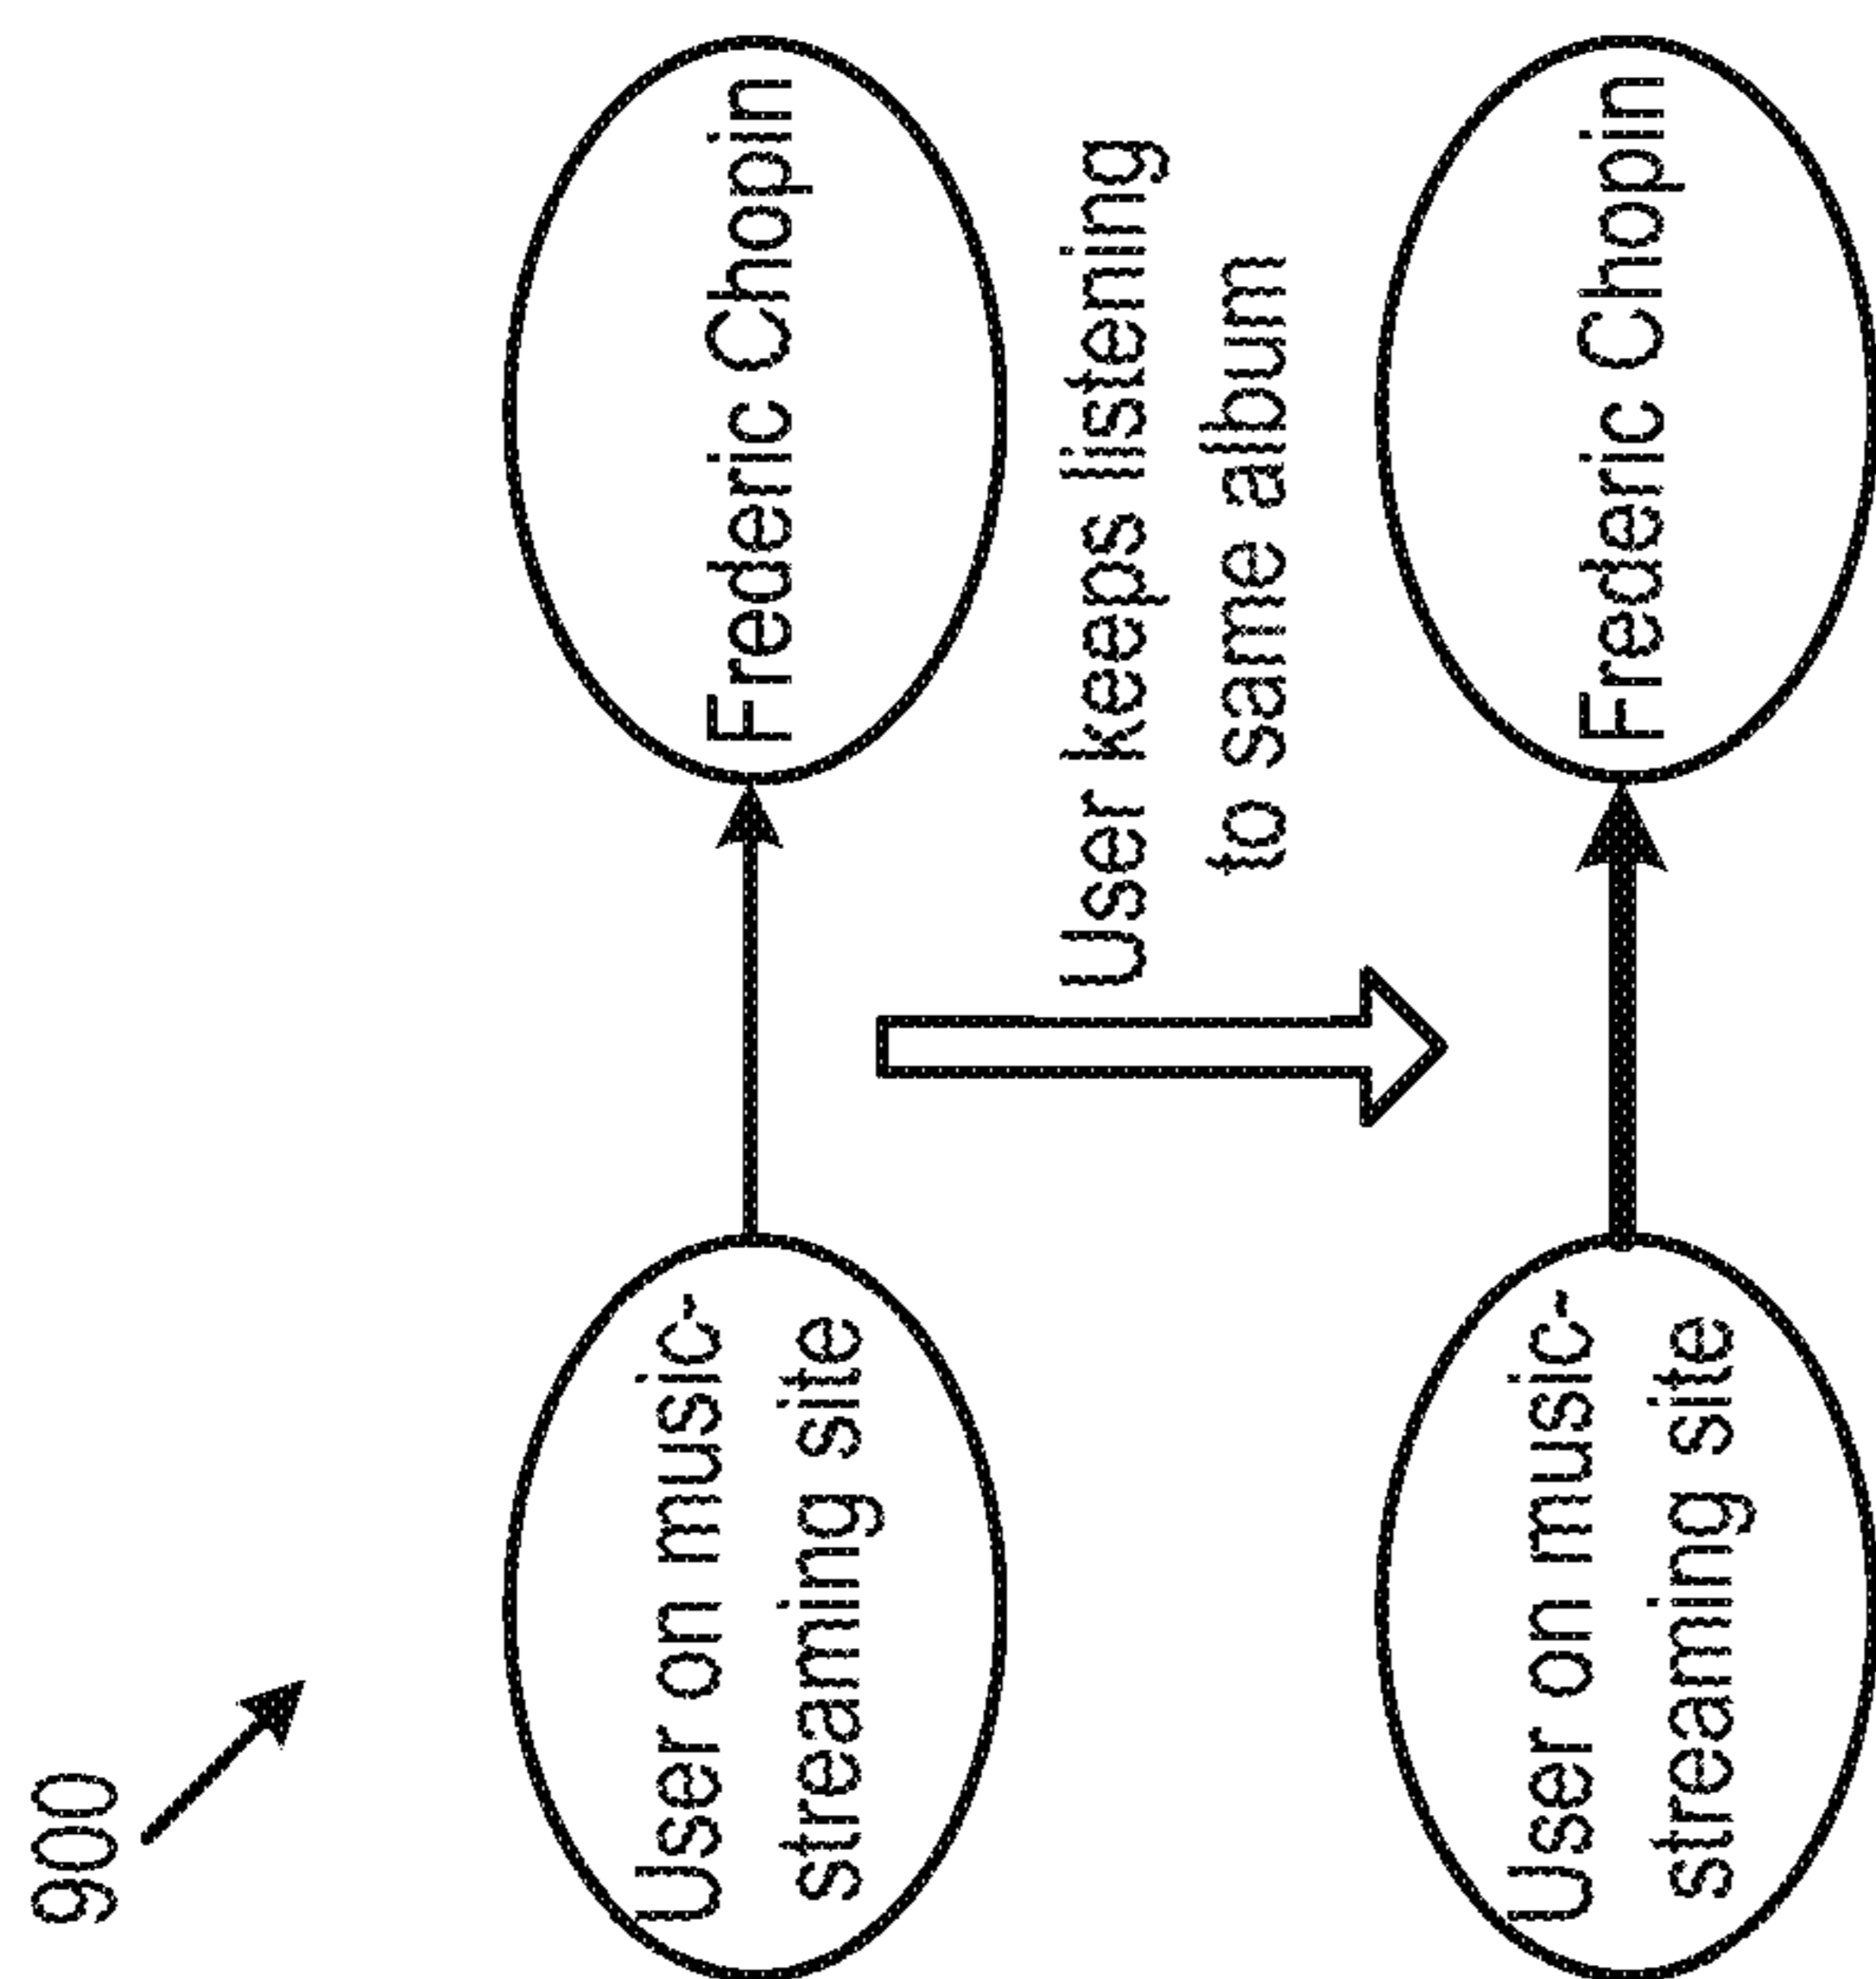 900
User on music-
streaming site
Frederic Chopin
User keeps listening
to same album
User on music-
streaming site
Frederic Chopin